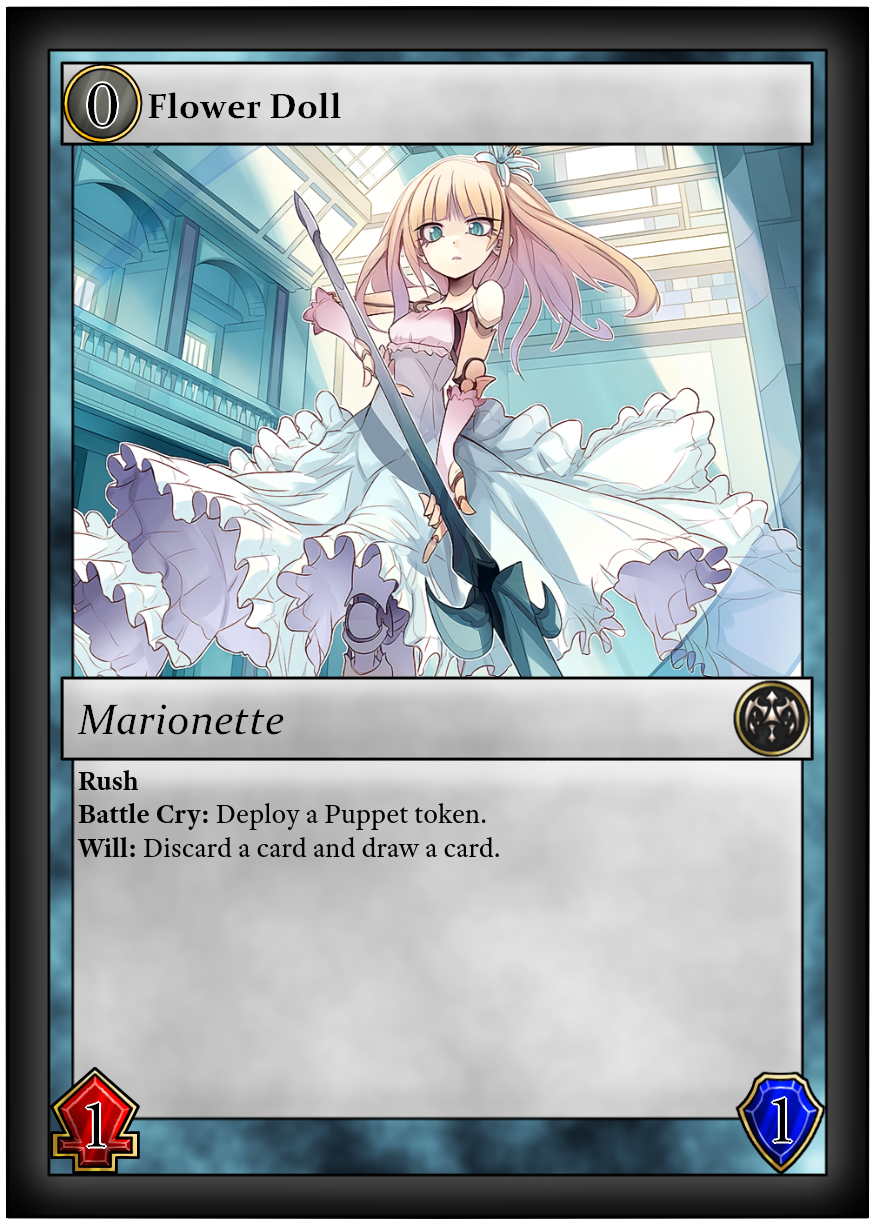 0 Flower Doll
Marionette
Rush
Battle Cry: Deploy a Puppet token.
Will: Discard a card and draw a card.
1 1